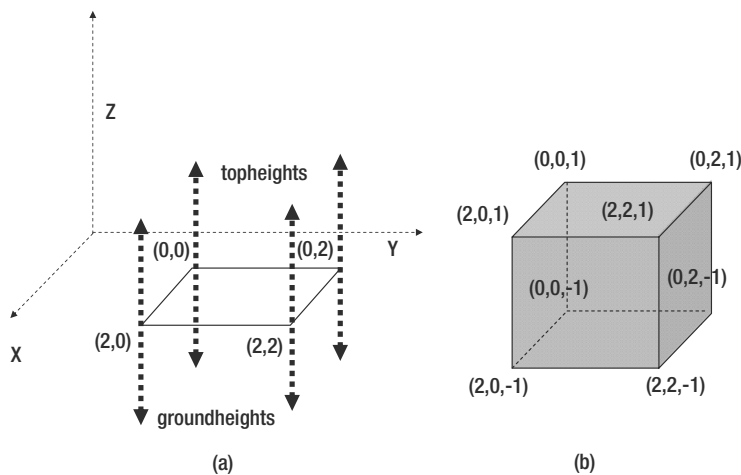 Z
topheights
(0,0)
(0,2)
Y
(2,0)
(2,2)
X
groundheights
(a)
(0,0,1)
(0,2,1)
(2,0,1)
(2,2,1)
(0,0,-1)
(0,2,-1)
(2,0,-1)
(2,2,-1)
(b)